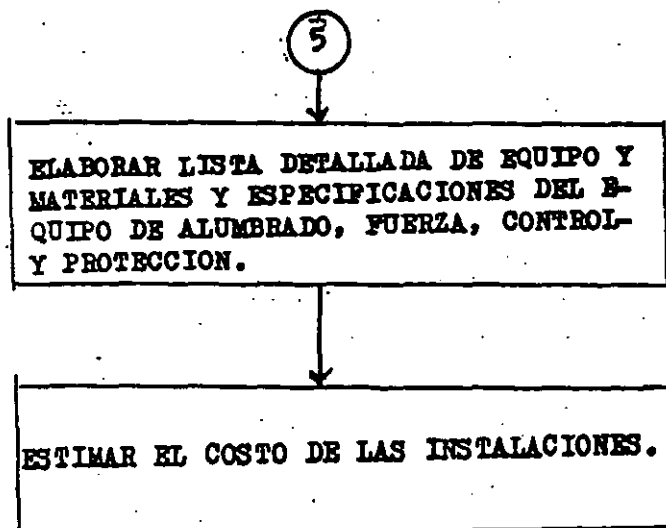 5
ELABORAR LISTA DETALLADA DE EQUIPO Y
MATERIALES Y ESPECIFICACIONES DEL E-
QUIPO DE ALUMBRADO, FUERZA, CONTROL-
Y PROTECCION.
ESTIMAR EL COSTO DE LAS INSTALACIONES.